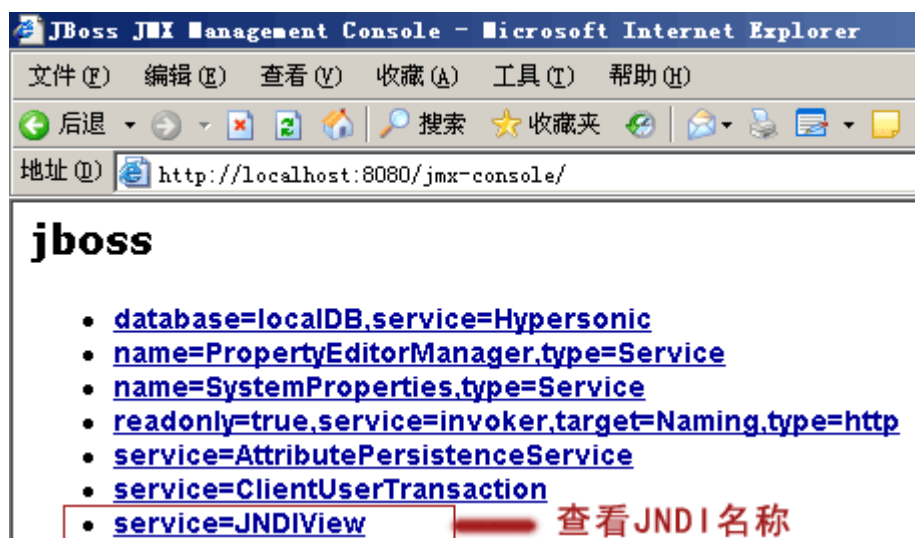 JBoss JMX Management Console - Microsoft Internet Explorer
文件(F) 编辑(E) 查看(V) 收藏(A) 工具(T) 帮助(H)
后退 搜索 收藏夹
地址(D) http://localhost:8080/jmx-console/
jboss
database=localDB,service=Hypersonic
name=PropertyEditorManager,type=Service
name=SystemProperties,type=Service
readonly=true,service=invoker,target=Naming,type=http
service=AttributePersistenceService
service=ClientUserTransaction
service=JNDIView 查看JNDI名称